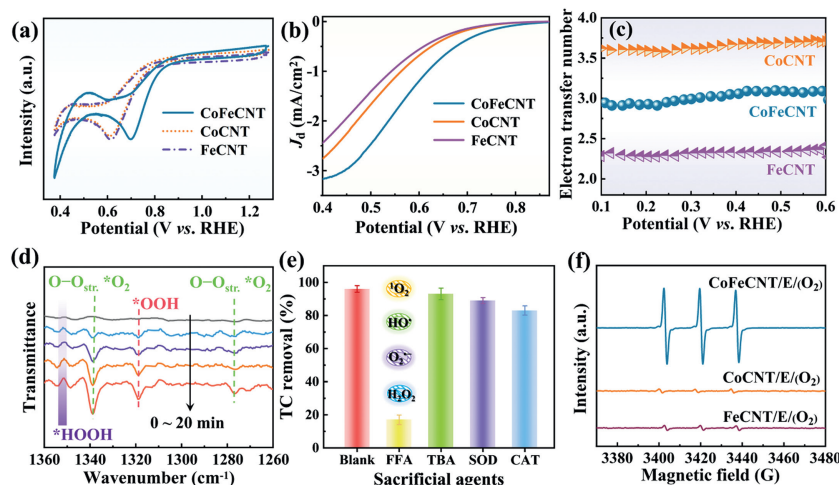 (a)
Intensity (a.u.)
CoFeCNT
CoCNT
FeCNT
0.4 0.6 0.8 1.0 1.2
Potential (V vs. RHE)
(b)
J_d (mA/cm²)
0
-1
-2
-3
CoFeCNT
CoCNT
FeCNT
0.4 0.5 0.6 0.7 0.8
Potential (V vs. RHE)
(c)
Electron transfer number
4.0
3.5
3.0
2.5
2.0
CoCNT
CoFeCNT
FeCNT
0.1 0.2 0.3 0.4 0.5 0.6
Potential (V vs. RHE)
(d)
Transmittance
O−O_str. *O₂
O−O_str. *O₂
*OOH
*HOOH
0 ~ 20 min
1360 1340 1320 1300 1280 1260
Wavenumber (cm⁻¹)
(e)
TC removal (%)
100
80
60
40
20
0
¹O₂
HO•
O₂•⁻
H₂O₂
Blank FFA TBA SOD CAT
Sacrificial agents
(f)
Intensity (a.u.)
CoFeCNT/E/(O₂)
CoCNT/E/(O₂)
FeCNT/E/(O₂)
3380 3400 3420 3440 3460 3480
Magnetic field (G)